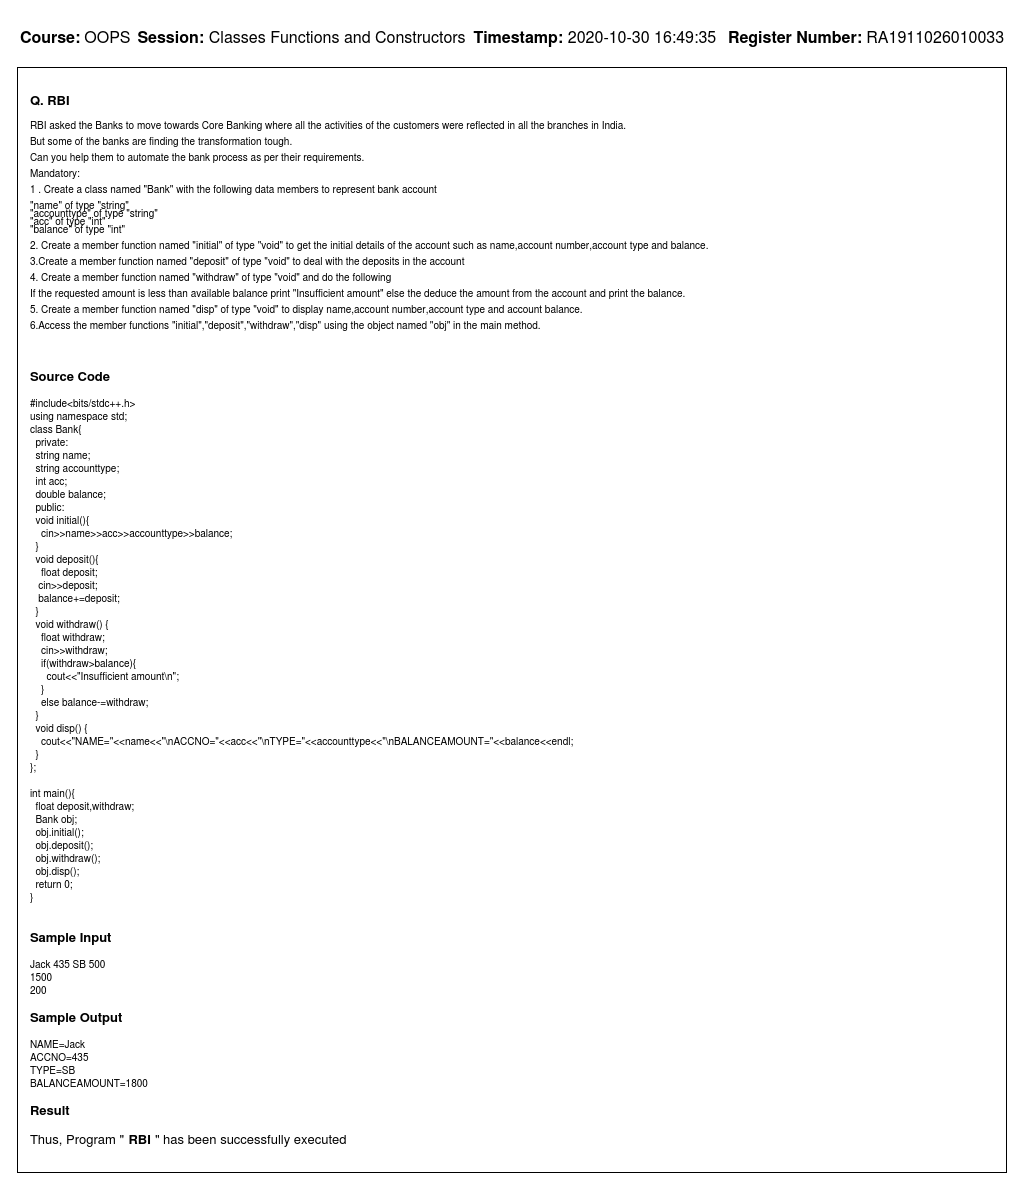 Course: OOPS Session: Classes Functions and Constructors Timestamp: 2020-10-30 16:49:35 Register Number: RA1911026010033
Q. RBI
RBI asked the Banks to move towards Core Banking where all the activities of the customers were reflected in all the branches in India.
But some of the banks are finding the transformation tough.
Can you help them to automate the bank process as per their requirements.
Mandatory:
1 . Create a class named "Bank" with the following data members to represent bank account
"name" of type "string"
"accounttype" of type "string"
"acc" of type "int"
"balance" of type "int"
2. Create a member function named "initial" of type "void" to get the initial details of the account such as name,account number,account type and balance.
3.Create a member function named "deposit" of type "void" to deal with the deposits in the account
4. Create a member function named "withdraw" of type "void" and do the following
If the requested amount is less than available balance print "Insufficient amount" else the deduce the amount from the account and print the balance.
5. Create a member function named "disp" of type "void" to display name,account number,account type and account balance.
6.Access the member functions "initial","deposit","withdraw","disp" using the object named "obj" in the main method.
Source Code
#include<bits/stdc++.h>
using namespace std;
class Bank{
private:
string name;
string accounttype;
int acc;
double balance;
public:
void initial(){
cin>>name>>acc>>accounttype>>balance;
}
void deposit(){
float deposit;
cin>>deposit;
balance+=deposit;
}
void withdraw() {
float withdraw;
cin>>withdraw;
if(withdraw>balance){
cout<<"Insufficient amount\n";
}
else balance-=withdraw;
}
void disp() {
cout<<"NAME="<<name<<"\nACCNO="<<acc<<"\nTYPE="<<accounttype<<"\nBALANCEAMOUNT="<<balance<<endl;
}
};
int main(){
float deposit,withdraw;
Bank obj;
obj.initial();
obj.deposit();
obj.withdraw();
obj.disp();
return 0;
}
Sample Input
Jack 435 SB 500
1500
200
Sample Output
NAME=Jack
ACCNO=435
TYPE=SB
BALANCEAMOUNT=1800
Result
Thus, Program " RBI " has been successfully executed